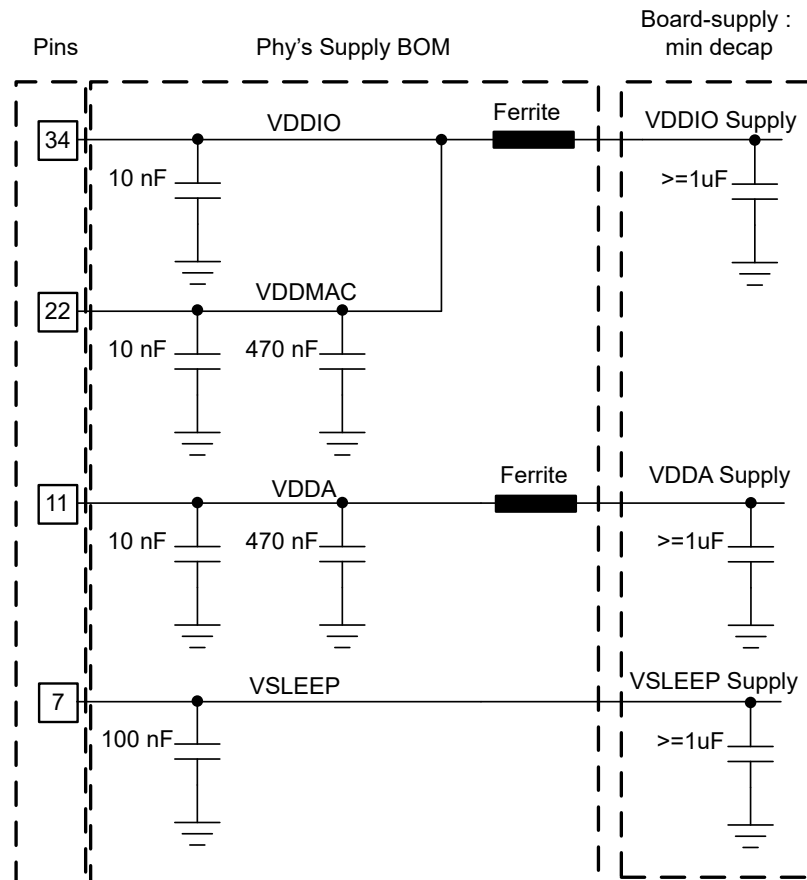 Pins
Phy's Supply BOM
Board-supply :
min decap
34
VDDIO
Ferrite
VDDIO Supply
10 nF
>=1uF
22
VDDMAC
10 nF
470 nF
11
VDDA
Ferrite
VDDA Supply
10 nF
470 nF
>=1uF
7
VSLEEP
VSLEEP Supply
100 nF
>=1uF